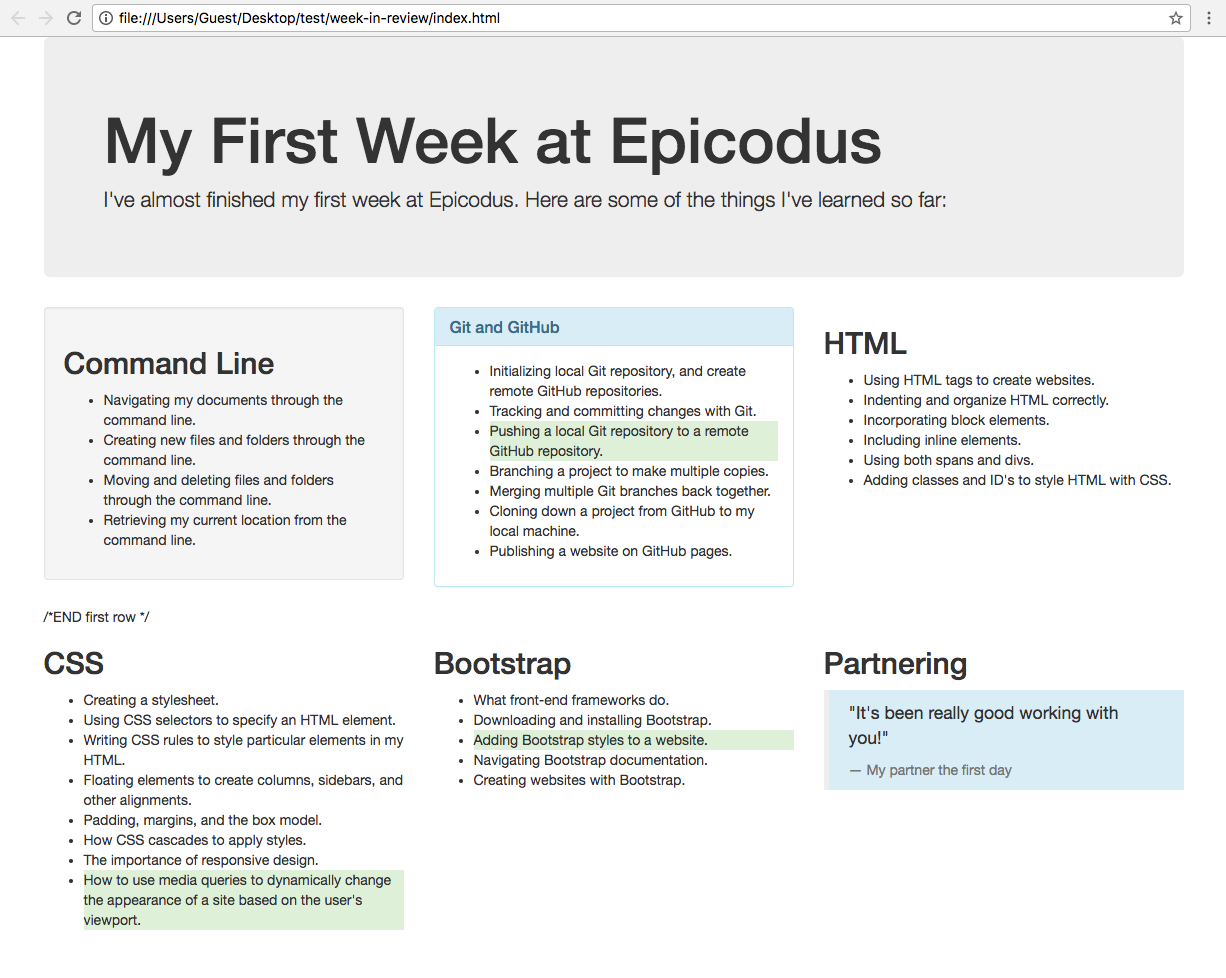 file:///Users/Guest/Desktop/test/week-in-review/index.html
My First Week at Epicodus
I've almost finished my first week at Epicodus. Here are some of the things I've learned so far:
Command Line
• Navigating my documents through the
command line.
• Creating new files and folders through the
command line.
• Moving and deleting files and folders
through the command line.
• Retrieving my current location from the
command line.
Git and GitHub
• Initializing local Git repository, and create
remote GitHub repositories.
• Tracking and committing changes with Git.
• Pushing a local Git repository to a remote
GitHub repository.
• Branching a project to make multiple copies.
• Merging multiple Git branches back together.
• Cloning down a project from GitHub to my
local machine.
• Publishing a website on GitHub pages.
HTML
• Using HTML tags to create websites.
• Indenting and organize HTML correctly.
• Incorporating block elements.
• Including inline elements.
• Using both spans and divs.
• Adding classes and ID's to style HTML with CSS.
/*END first row */
CSS
• Creating a stylesheet.
• Using CSS selectors to specify an HTML element.
• Writing CSS rules to style particular elements in my
HTML.
• Floating elements to create columns, sidebars, and
other alignments.
• Padding, margins, and the box model.
• How CSS cascades to apply styles.
• The importance of responsive design.
• How to use media queries to dynamically change
the appearance of a site based on the user's
viewport.
Bootstrap
• What front-end frameworks do.
• Downloading and installing Bootstrap.
• Adding Bootstrap styles to a website.
• Navigating Bootstrap documentation.
• Creating websites with Bootstrap.
Partnering
"It's been really good working with
you!"
— My partner the first day